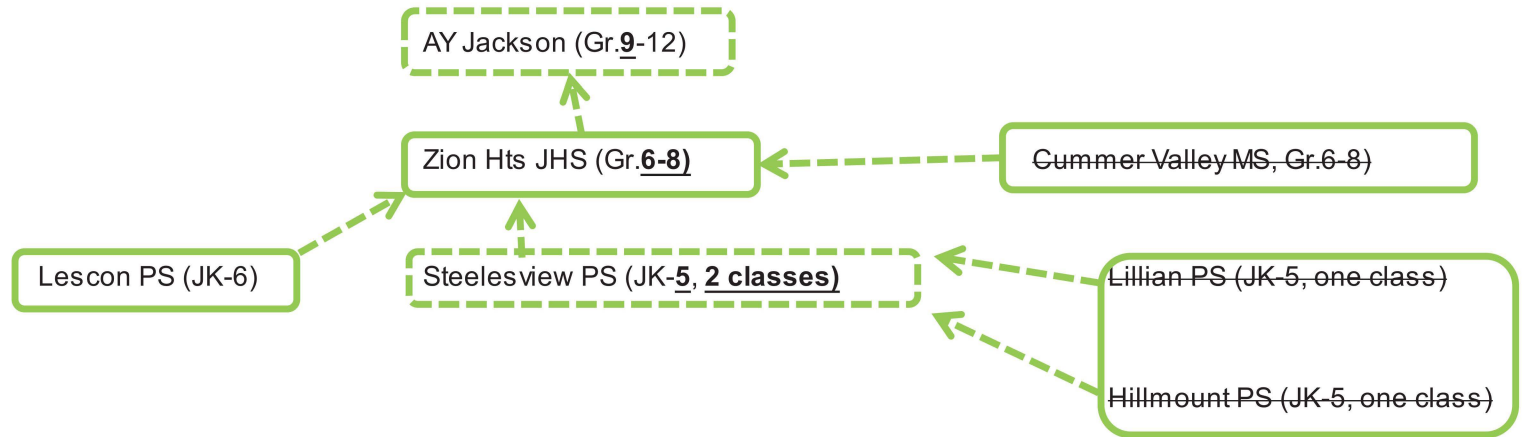 AY Jackson (Gr.9-12)
Zion Hts JHS (Gr.6-8)
Cummer Valley MS, Gr.6-8)
Lescon PS (JK-6)
Steelesview PS (JK-5, 2 classes)
Lillian PS (JK-5, one class)
Hillmount PS (JK-5, one class)